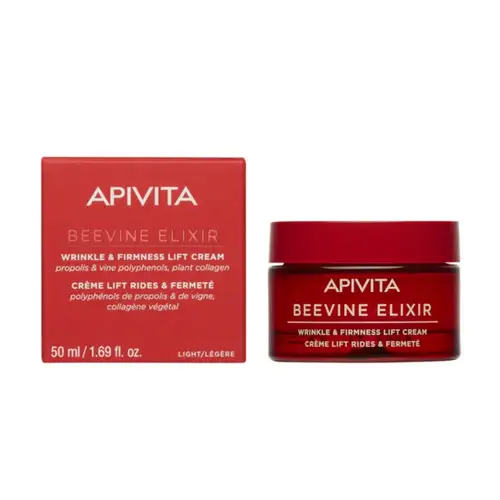 APIVITA
BEEVINE ELIXIR
WRINKLE & FIRMNESS LIFT CREAM
propolis & vine polyphenols, plant collagen
CRÈME LIFT RIDES & FERMETÉ
polyphénols de propolis & de vigne,
collagène végétal
50 ml / 1.69 fl. oz.
LIGHT/LÉGÈRE
APIVITA
BEEVINE ELIXIR
WRINKLE & FIRMNESS LIFT CREAM
CRÈME LIFT RIDES & FERMETÉ